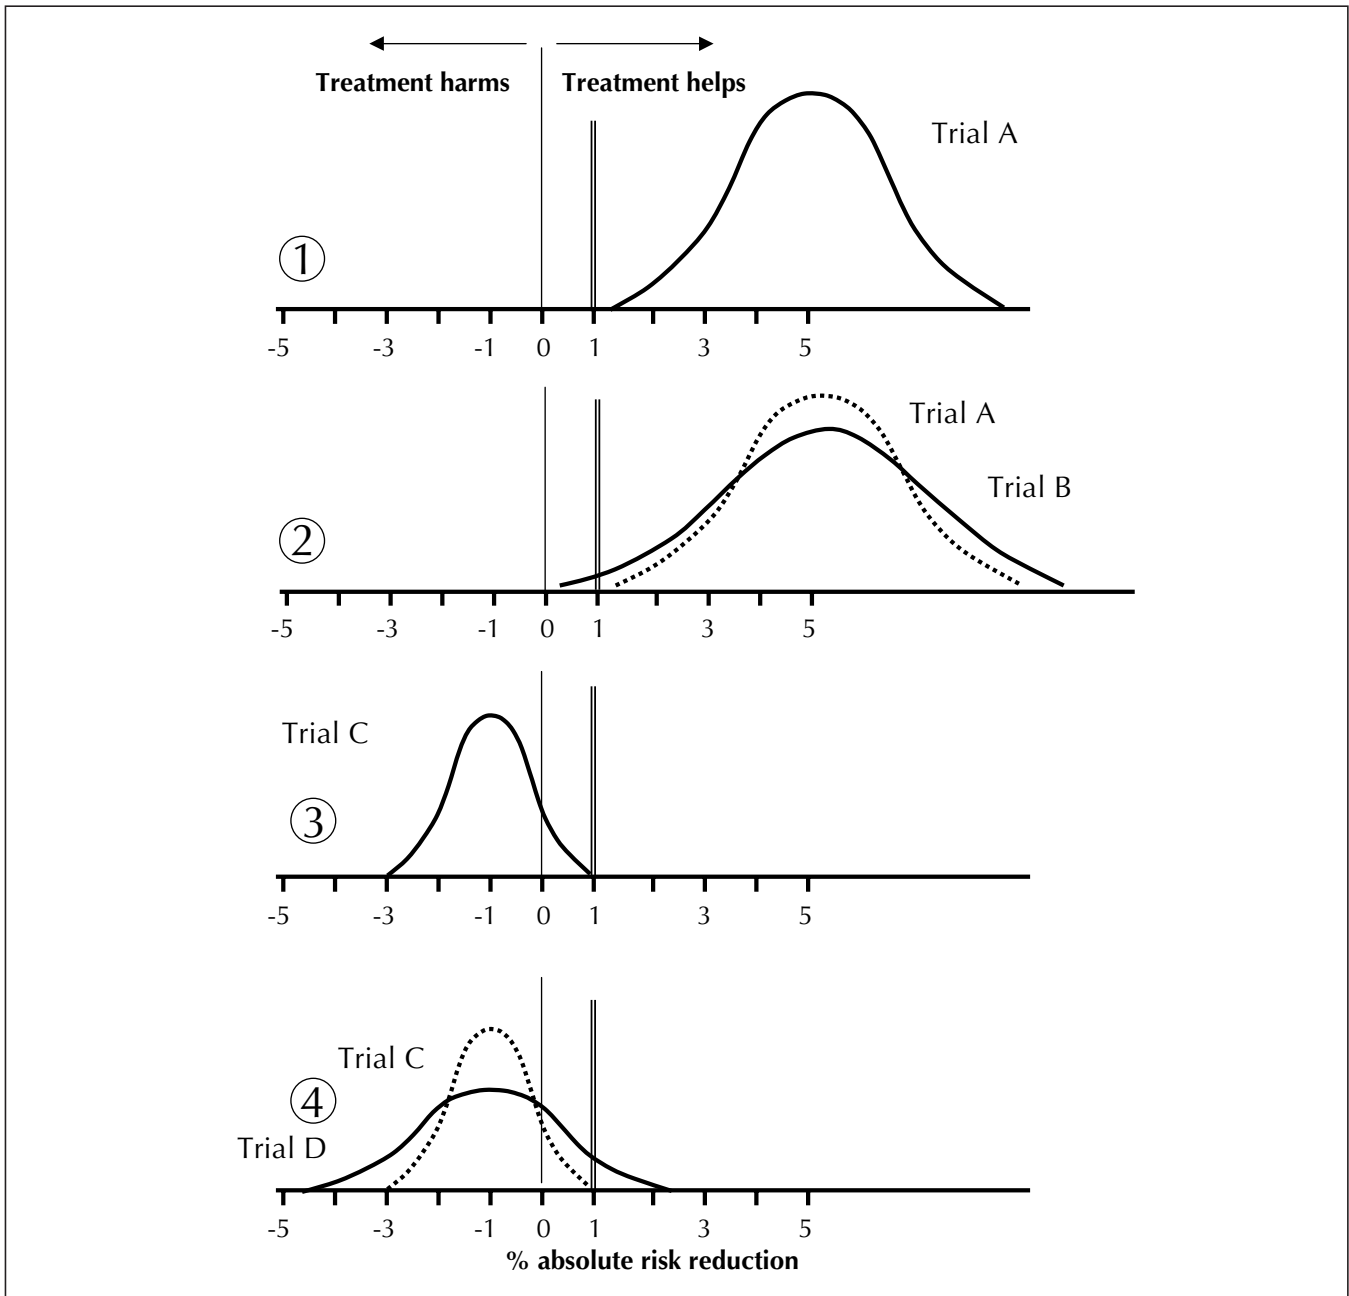 Treatment harms Treatment helps
Trial A
1
-5 -3 -1 0 1 3 5
Trial A
Trial B
2
-5 -3 -1 0 1 3 5
Trial C
3
-5 -3 -1 0 1 3 5
Trial C
4
Trial D
-5 -3 -1 0 1 3 5
% absolute risk reduction